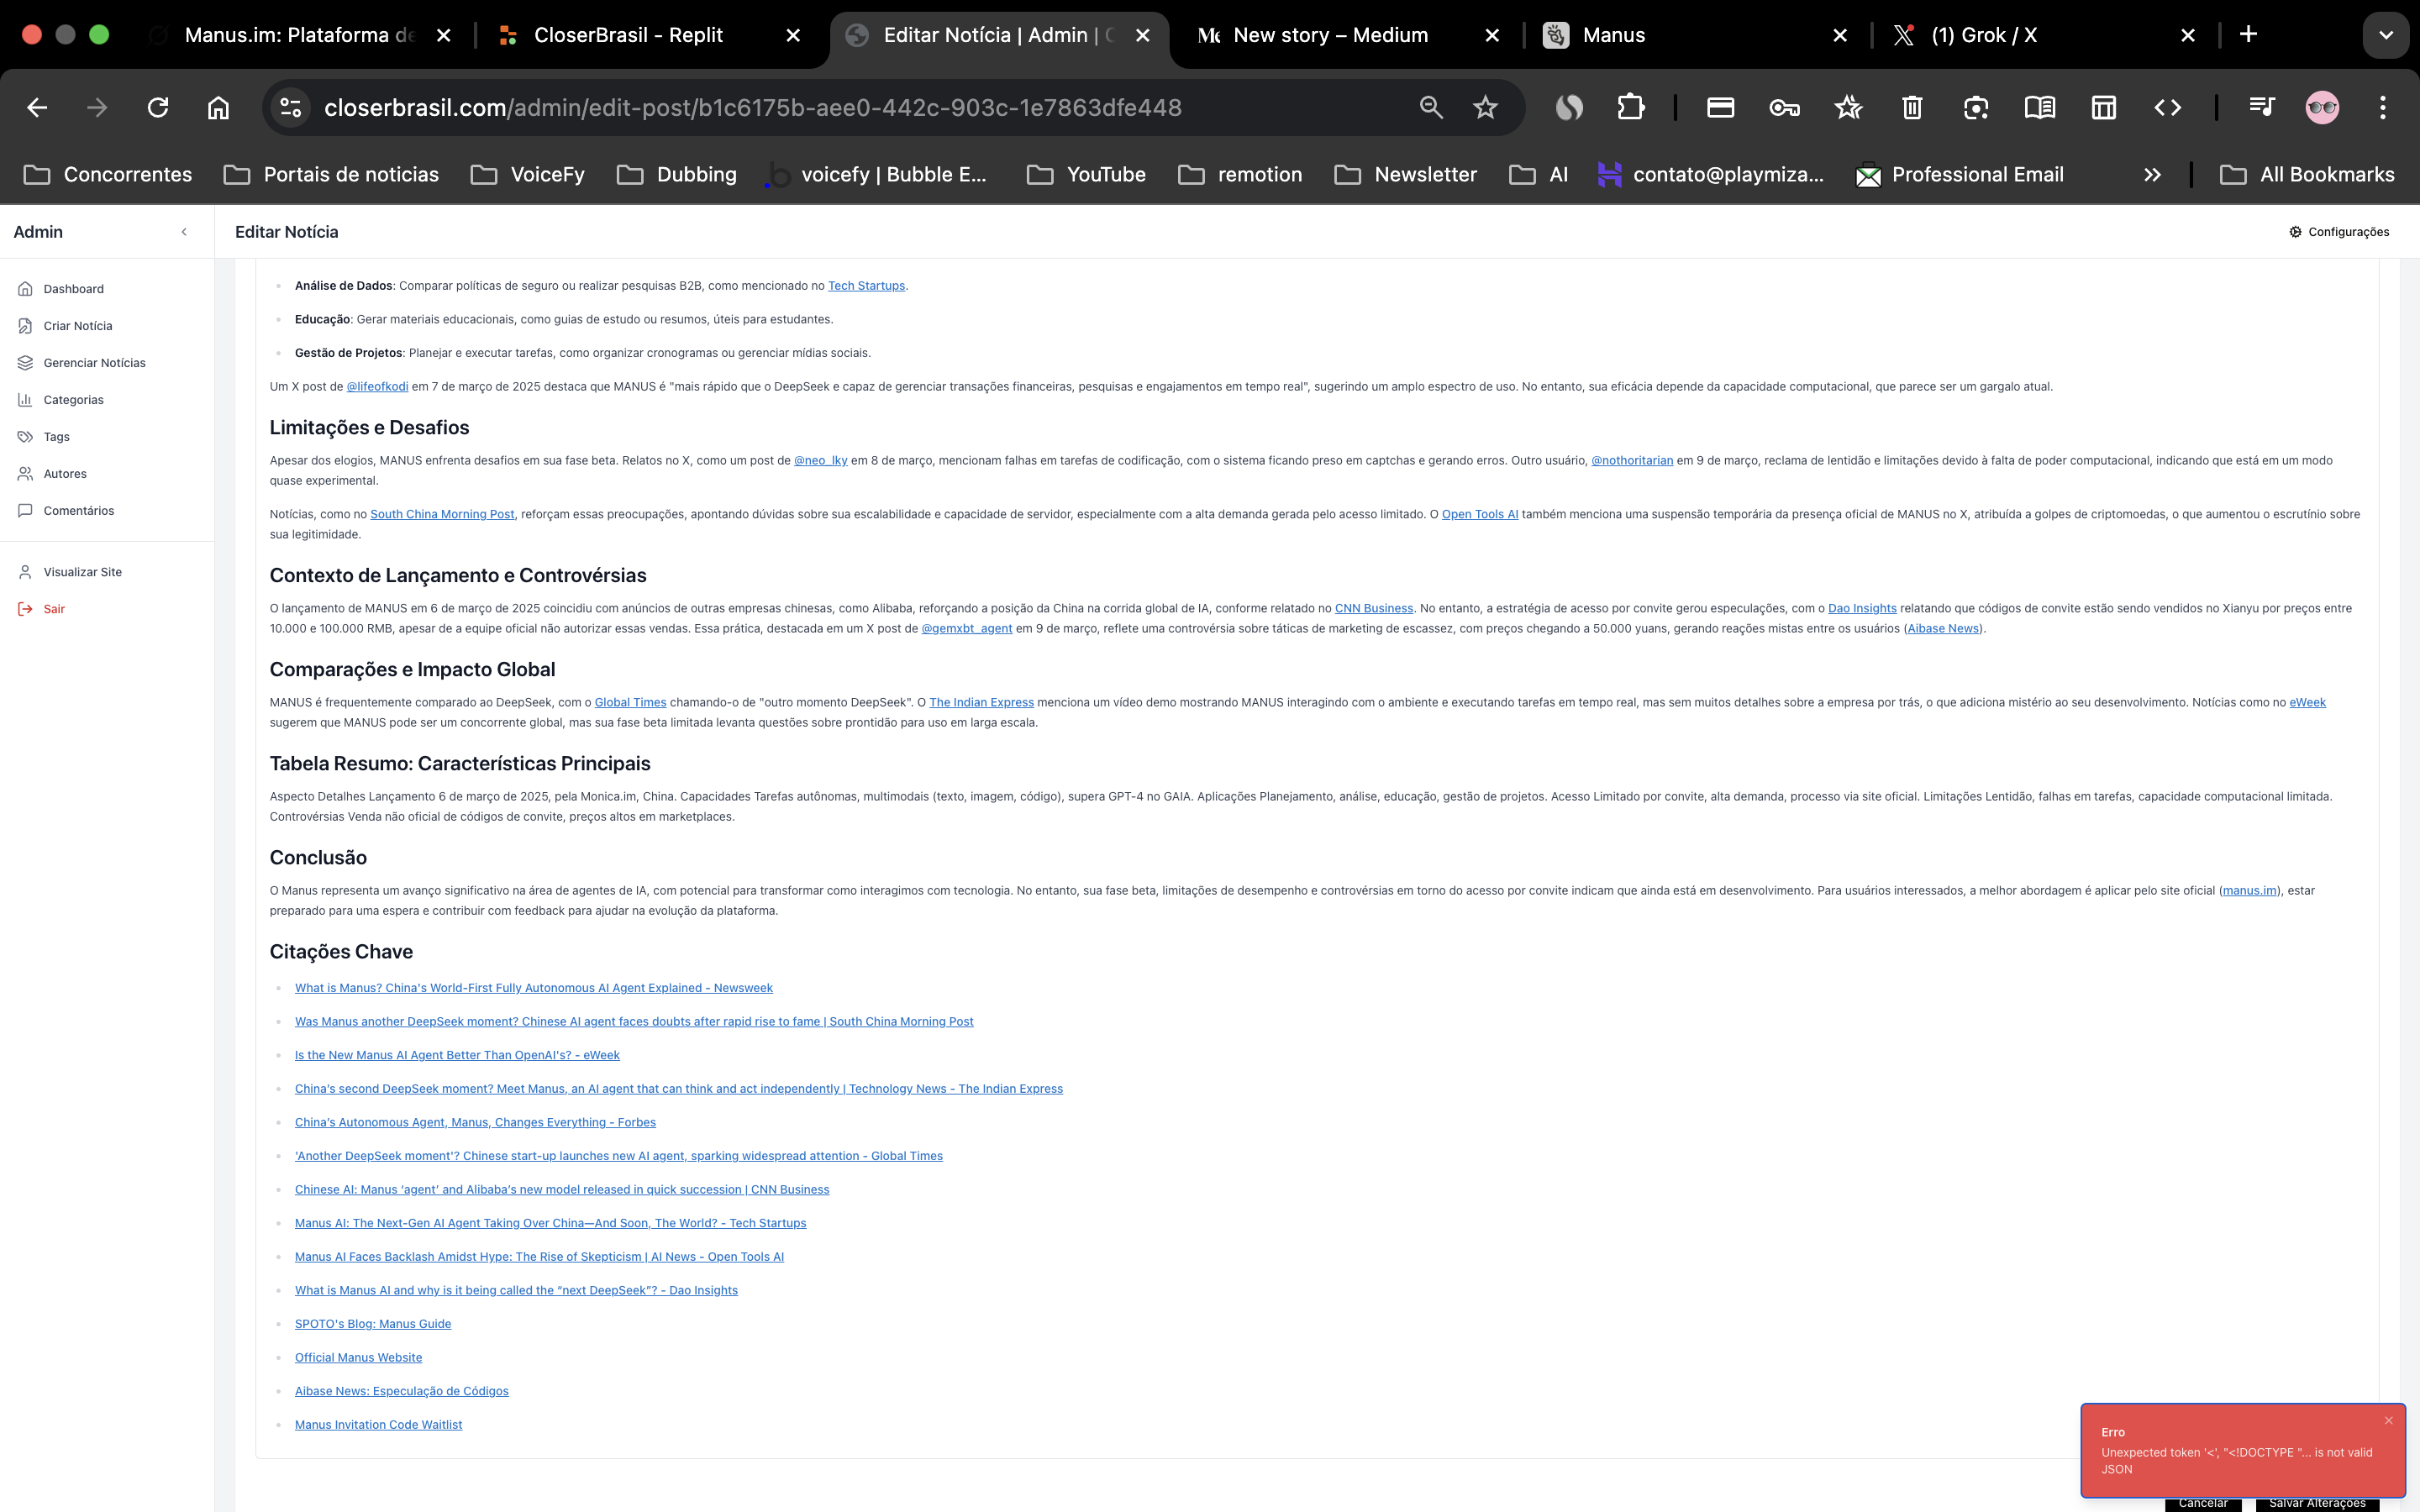 Manus.im: Plataforma de
CloserBrasil - Replit
Editar Notícia | Admin | C
New story – Medium
Manus
(1) Grok / X
closerbrasil.com/admin/edit-post/b1c6175b-aee0-442c-903c-1e7863dfe448
Concorrentes
Portais de noticias
VoiceFy
Dubbing
voicefy | Bubble E...
YouTube
remotion
Newsletter
AI
contato@playmiza...
Professional Email
All Bookmarks
Admin
Editar Notícia
Configurações
Dashboard
Criar Notícia
Gerenciar Notícias
Categorias
Tags
Autores
Comentários
Visualizar Site
Sair
Análise de Dados: Comparar políticas de seguro ou realizar pesquisas B2B, como mencionado no Tech Startups.
Educação: Gerar materiais educacionais, como guias de estudo ou resumos, úteis para estudantes.
Gestão de Projetos: Planejar e executar tarefas, como organizar cronogramas ou gerenciar mídias sociais.
Um X post de @lifeofkodi em 7 de março de 2025 destaca que MANUS é "mais rápido que o DeepSeek e capaz de gerenciar transações financeiras, pesquisas e engajamentos em tempo real", sugerindo um amplo espectro de uso. No entanto, sua eficácia depende da capacidade computacional, que parece ser um gargalo atual.
Limitações e Desafios
Apesar dos elogios, MANUS enfrenta desafios em sua fase beta. Relatos no X, como um post de @neo_lky em 8 de março, mencionam falhas em tarefas de codificação, com o sistema ficando preso em captchas e gerando erros. Outro usuário, @nothoritarian em 9 de março, reclama de lentidão e limitações devido à falta de poder computacional, indicando que está em um modo
quase experimental.
Notícias, como no South China Morning Post, reforçam essas preocupações, apontando dúvidas sobre sua escalabilidade e capacidade de servidor, especialmente com a alta demanda gerada pelo acesso limitado. O Open Tools AI também menciona uma suspensão temporária da presença oficial de MANUS no X, atribuída a golpes de criptomoedas, o que aumentou o escrutínio sobre
sua legitimidade.
Contexto de Lançamento e Controvérsias
O lançamento de MANUS em 6 de março de 2025 coincidiu com anúncios de outras empresas chinesas, como Alibaba, reforçando a posição da China na corrida global de IA, conforme relatado no CNN Business. No entanto, a estratégia de acesso por convite gerou especulações, com o Dao Insights relatando que códigos de convite estão sendo vendidos no Xianyu por preços entre
10.000 e 100.000 RMB, apesar de a equipe oficial não autorizar essas vendas. Essa prática, destacada em um X post de @gemxbt_agent em 9 de março, reflete uma controvérsia sobre táticas de marketing de escassez, com preços chegando a 50.000 yuans, gerando reações mistas entre os usuários (Aibase News).
Comparações e Impacto Global
MANUS é frequentemente comparado ao DeepSeek, com o Global Times chamando-o de "outro momento DeepSeek". O The Indian Express menciona um vídeo demo mostrando MANUS interagindo com o ambiente e executando tarefas em tempo real, mas sem muitos detalhes sobre a empresa por trás, o que adiciona mistério ao seu desenvolvimento. Notícias como no eWeek
sugerem que MANUS pode ser um concorrente global, mas sua fase beta limitada levanta questões sobre prontidão para uso em larga escala.
Tabela Resumo: Características Principais
Aspecto Detalhes Lançamento 6 de março de 2025, pela Monica.im, China. Capacidades Tarefas autônomas, multimodais (texto, imagem, código), supera GPT-4 no GAIA. Aplicações Planejamento, análise, educação, gestão de projetos. Acesso Limitado por convite, alta demanda, processo via site oficial. Limitações Lentidão, falhas em tarefas, capacidade computacional limitada.
Controvérsias Venda não oficial de códigos de convite, preços altos em marketplaces.
Conclusão
O Manus representa um avanço significativo na área de agentes de IA, com potencial para transformar como interagimos com tecnologia. No entanto, sua fase beta, limitações de desempenho e controvérsias em torno do acesso por convite indicam que ainda está em desenvolvimento. Para usuários interessados, a melhor abordagem é aplicar pelo site oficial (manus.im), estar
preparado para uma espera e contribuir com feedback para ajudar na evolução da plataforma.
Citações Chave
What is Manus? China's World-First Fully Autonomous AI Agent Explained - Newsweek
Was Manus another DeepSeek moment? Chinese AI agent faces doubts after rapid rise to fame | South China Morning Post
Is the New Manus AI Agent Better Than OpenAI's? - eWeek
China’s second DeepSeek moment? Meet Manus, an AI agent that can think and act independently | Technology News - The Indian Express
China’s Autonomous Agent, Manus, Changes Everything - Forbes
'Another DeepSeek moment'? Chinese start-up launches new AI agent, sparking widespread attention - Global Times
Chinese AI: Manus ‘agent’ and Alibaba’s new model released in quick succession | CNN Business
Manus AI: The Next-Gen AI Agent Taking Over China—And Soon, The World? - Tech Startups
Manus AI Faces Backlash Amidst Hype: The Rise of Skepticism | AI News - Open Tools AI
What is Manus AI and why is it being called the “next DeepSeek”? - Dao Insights
SPOTO's Blog: Manus Guide
Official Manus Website
Aibase News: Especulação de Códigos
Manus Invitation Code Waitlist
Erro
Unexpected token '<', "<!DOCTYPE "... is not valid
JSON
Cancelar
Salvar Alterações